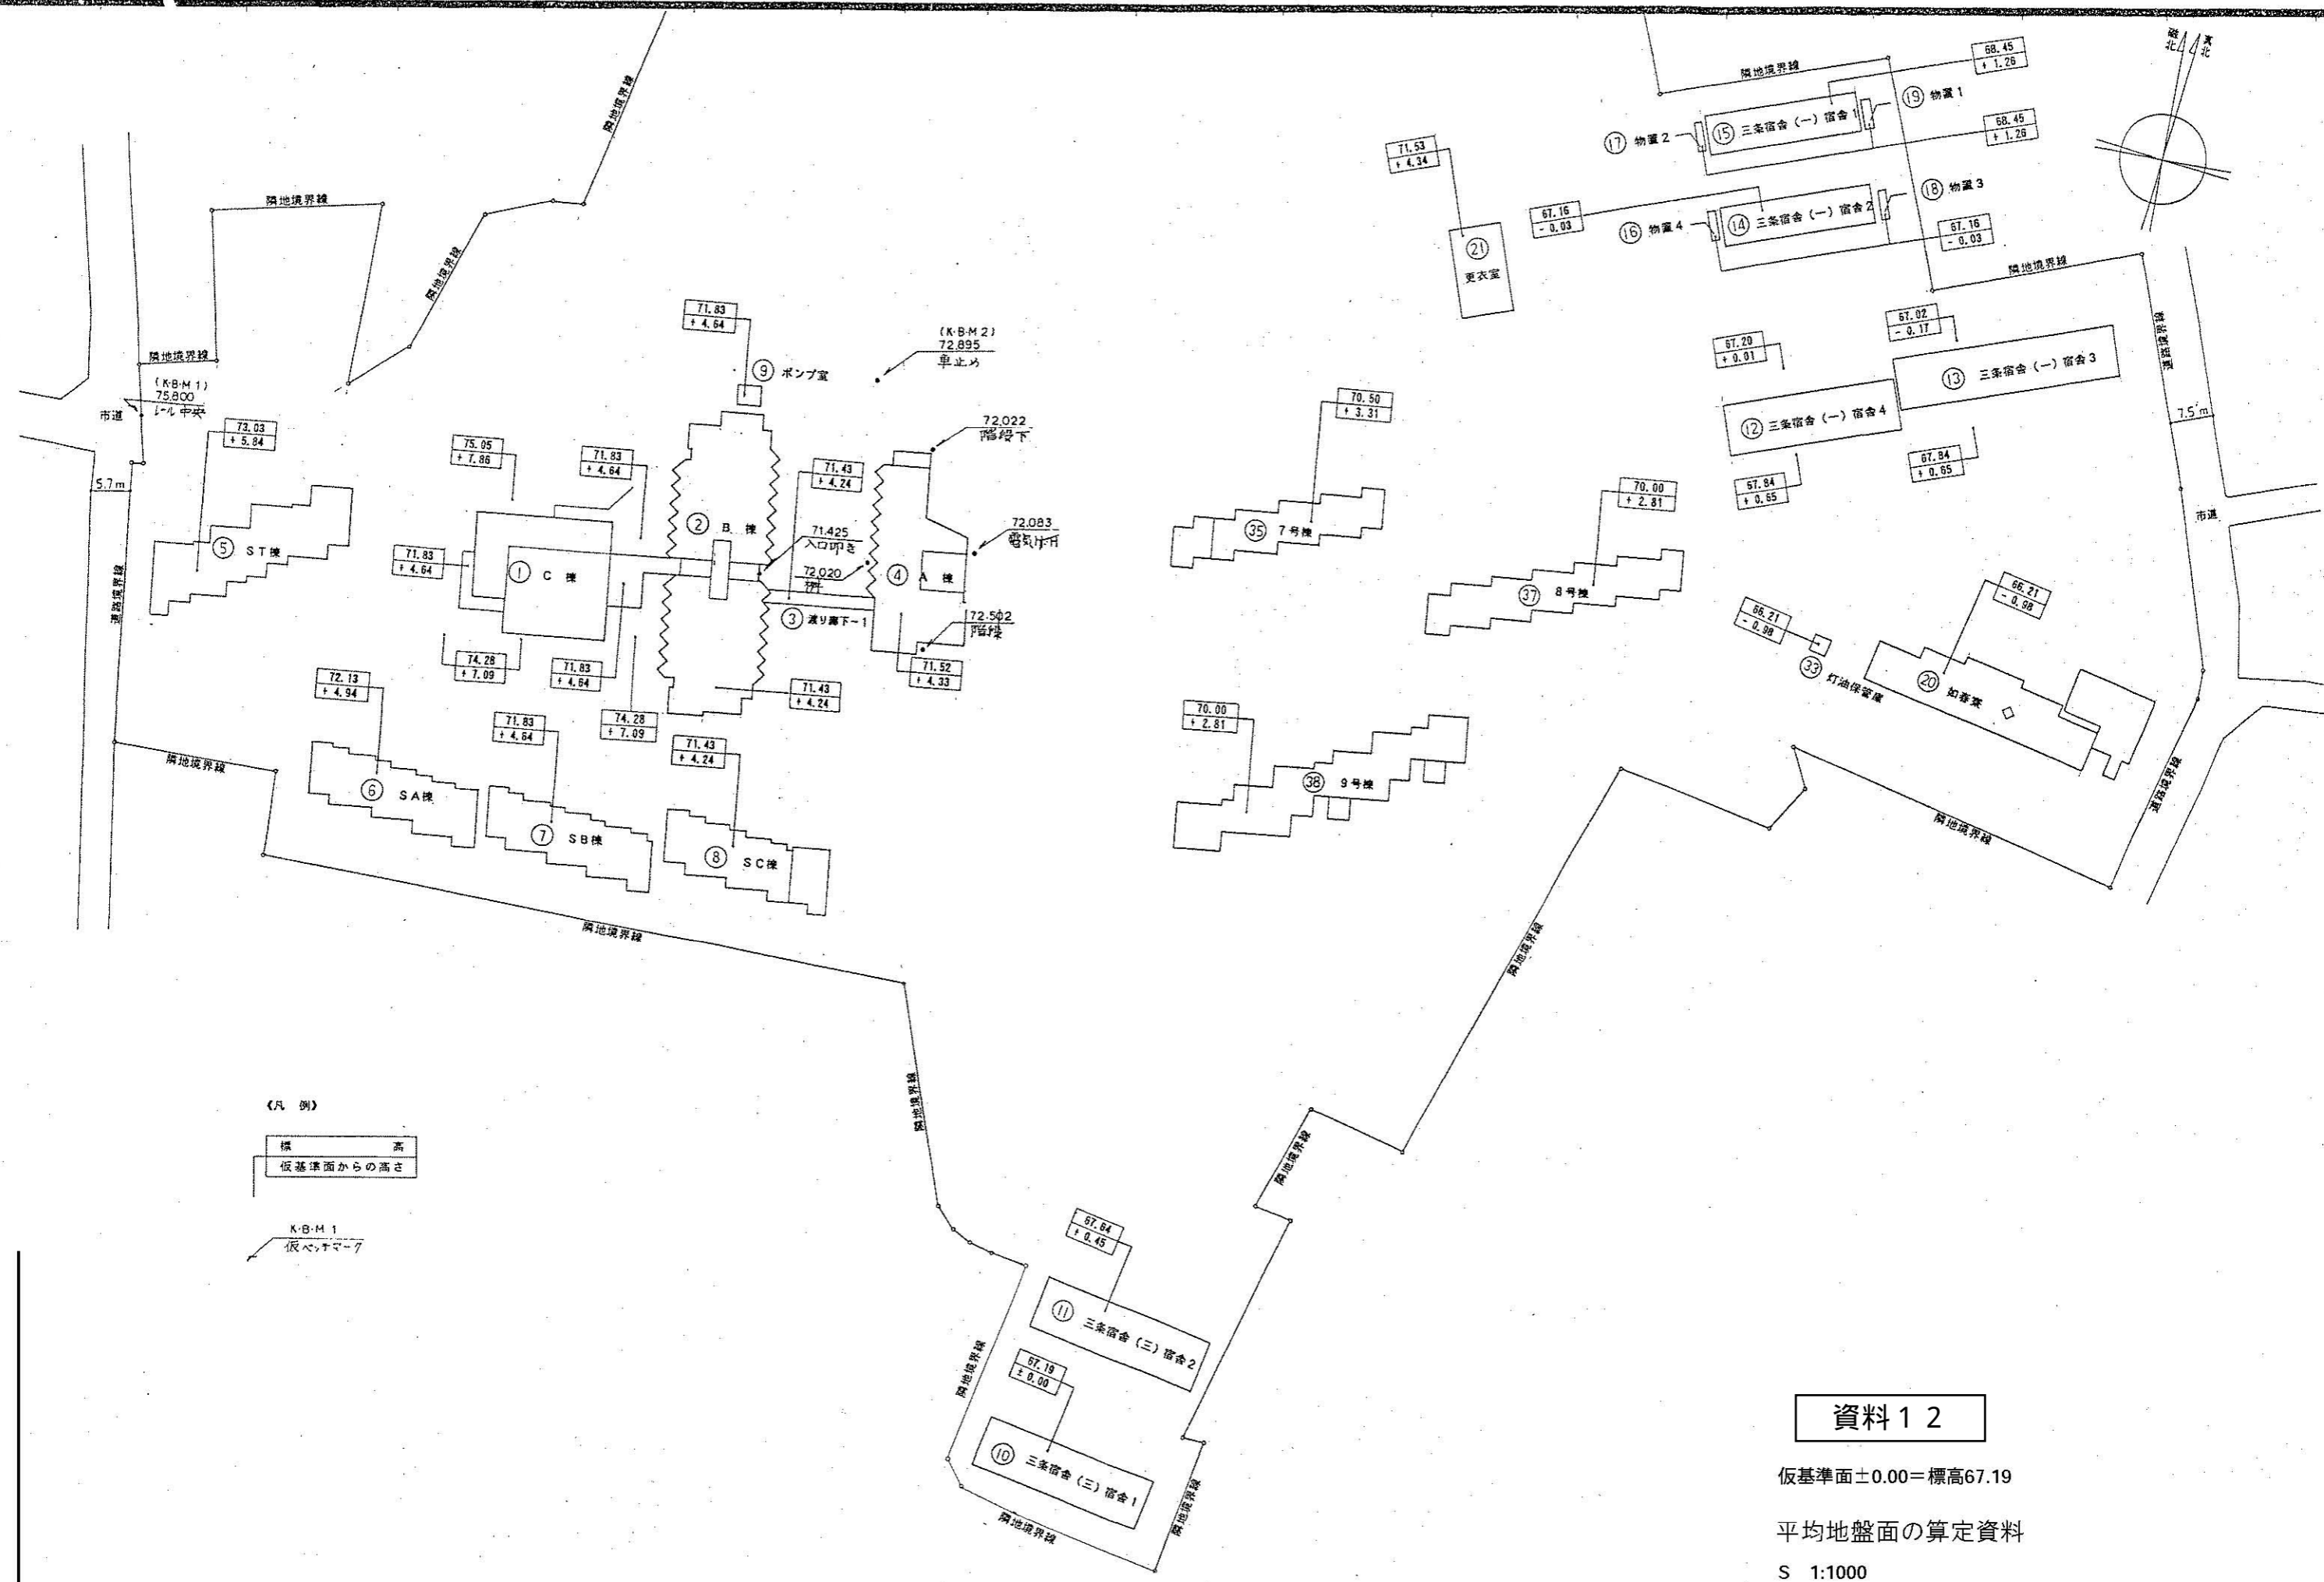 隣地境界線
68.45
+ 1.26
磁北
真北
隣地境界線
⑲ 物置1
⑮ 三条宿舎（一）宿舎1
⑰ 物置2
68.45
+ 1.26
71.53
+ 4.34
⑱ 物置3
67.16
- 0.03
⑭ 三条宿舎（一）宿舎2
⑯ 物置4
67.16
- 0.03
㉑
更衣室
隣地境界線
隣地境界線
隣地境界線
71.83
+ 4.64
67.02
- 0.17
道路境界線
(K·B·M 2)
72.895
車止め
67.20
+ 0.01
隣地境界線
⑨ ポンプ室
⑬ 三条宿舎（一）宿舎3
(K·B·M 1)
75.800
レール中央
市道
70.50
+ 3.31
7.5 m
⑫ 三条宿舎（一）宿舎4
73.03
+ 5.84
72.022
階段下
75.05
+ 7.86
71.83
+ 4.64
71.43
+ 4.24
67.84
+ 0.65
5.7 m
67.84
+ 0.65
70.00
+ 2.81
市道
② B 棟
71.425
入口叩き
72.083
㉟ 7号棟
⑤ ST棟
71.83
+ 4.64
① C 棟
72.020
④ A 棟
道路境界線
㊲ 8号棟
66.21
- 0.98
66.21
- 0.98
③ 渡り廊下-1
72.502
階段
74.28
+ 7.09
71.83
+ 4.64
71.52
+ 4.33
㉝ 灯油保管庫
⑳ 如春寮
72.13
+ 4.94
71.43
+ 4.24
71.83
+ 4.64
74.28
+ 7.09
70.00
+ 2.81
71.43
+ 4.24
隣地境界線
道路境界線
⑥ SA棟
㊳ 9号棟
⑦ SB棟
隣地境界線
⑧ SC棟
隣地境界線
隣地境界線
隣地境界線
《凡 例》
標 高
仮基準面からの高さ
隣地境界線
K·B·M 1
仮ベンチマーク
67.64
+ 0.45
⑪ 三条宿舎（三）宿舎2
隣地境界線
67.19
± 0.00
⑩ 三条宿舎（三）宿舎1
隣地境界線
隣地境界線
資料１２
仮基準面±0.00＝標高67.19
平均地盤面の算定資料
S 1:1000